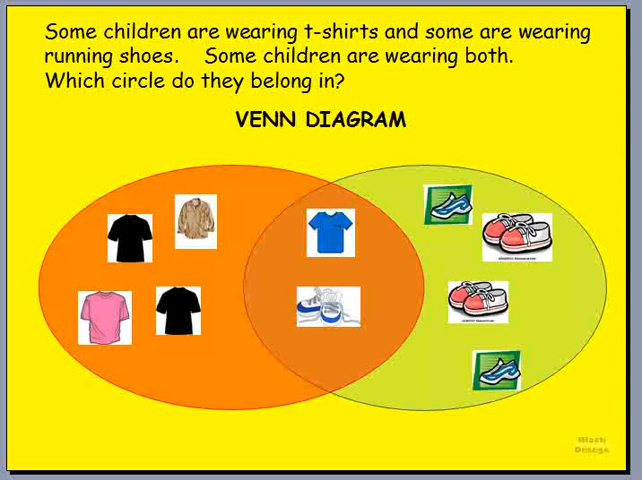 Some children are wearing t-shirts and some are wearing
running shoes. Some children are wearing both.
Which circle do they belong in?
VENN DIAGRAM